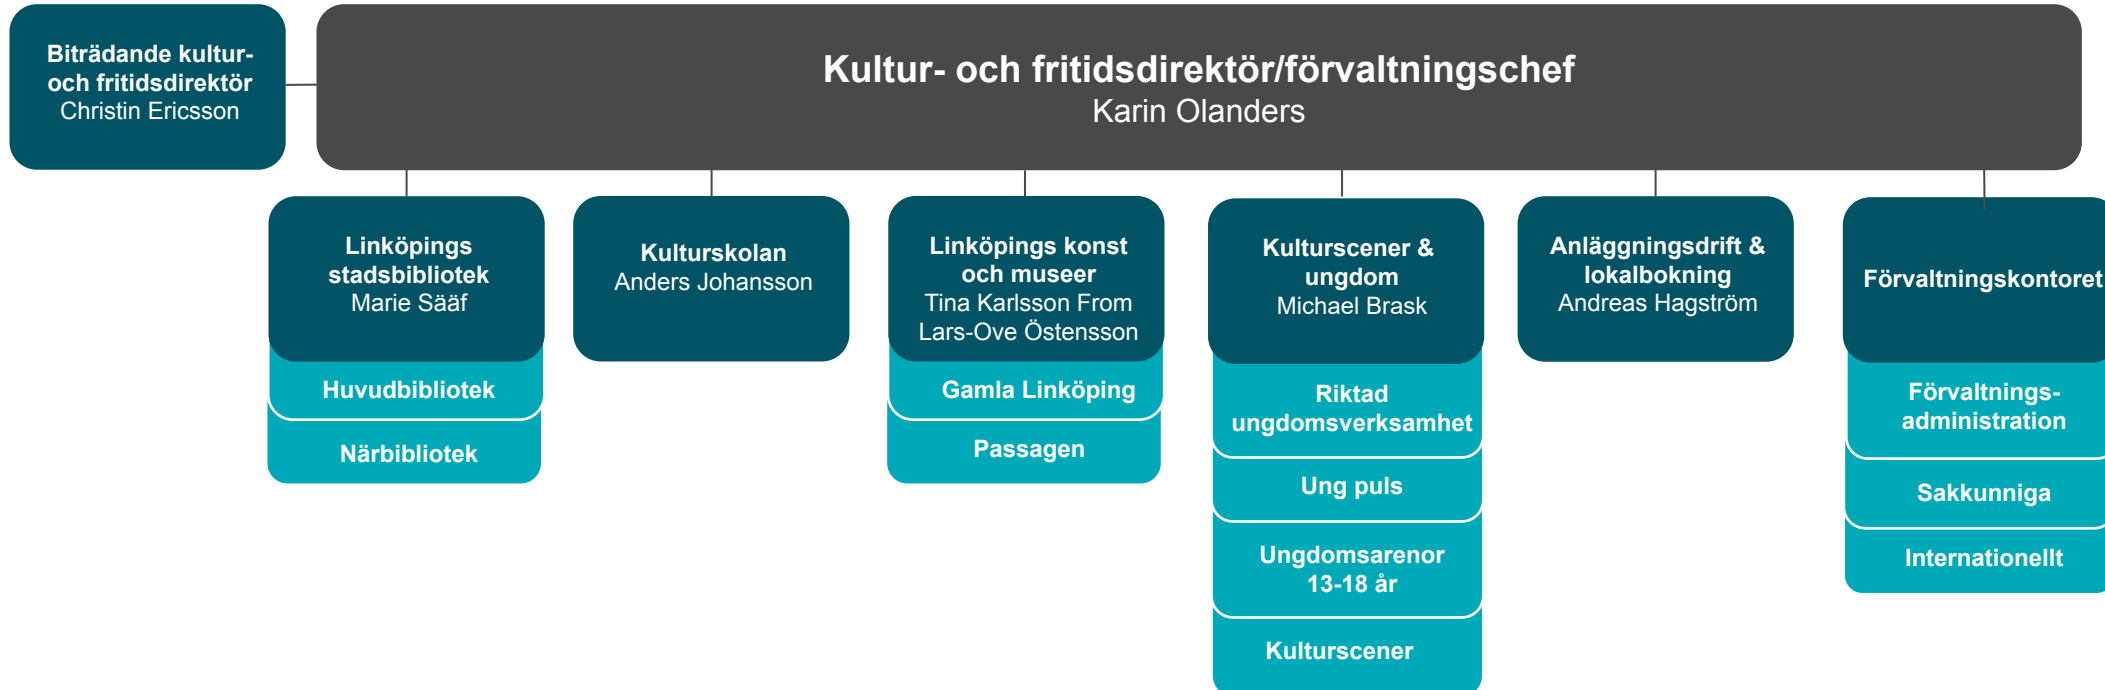 Biträdande kultur-
och fritidsdirektör
Christin Ericsson
Kultur- och fritidsdirektör/förvaltningschef
Karin Olanders
Linköpings
stadsbibliotek
Marie Sääf
Huvudbibliotek
Närbibliotek
Kulturskolan
Anders Johansson
Linköpings konst
och museer
Tina Karlsson From
Lars-Ove Östensson
Gamla Linköping
Passagen
Kulturscener &
ungdom
Michael Brask
Riktad
ungdomsverksamhet
Ung puls
Ungdomsarenor
13-18 år
Kulturscener
Anläggningsdrift &
lokalbokning
Andreas Hagström
Förvaltningskontoret
Förvaltnings-
administration
Sakkunniga
Internationellt